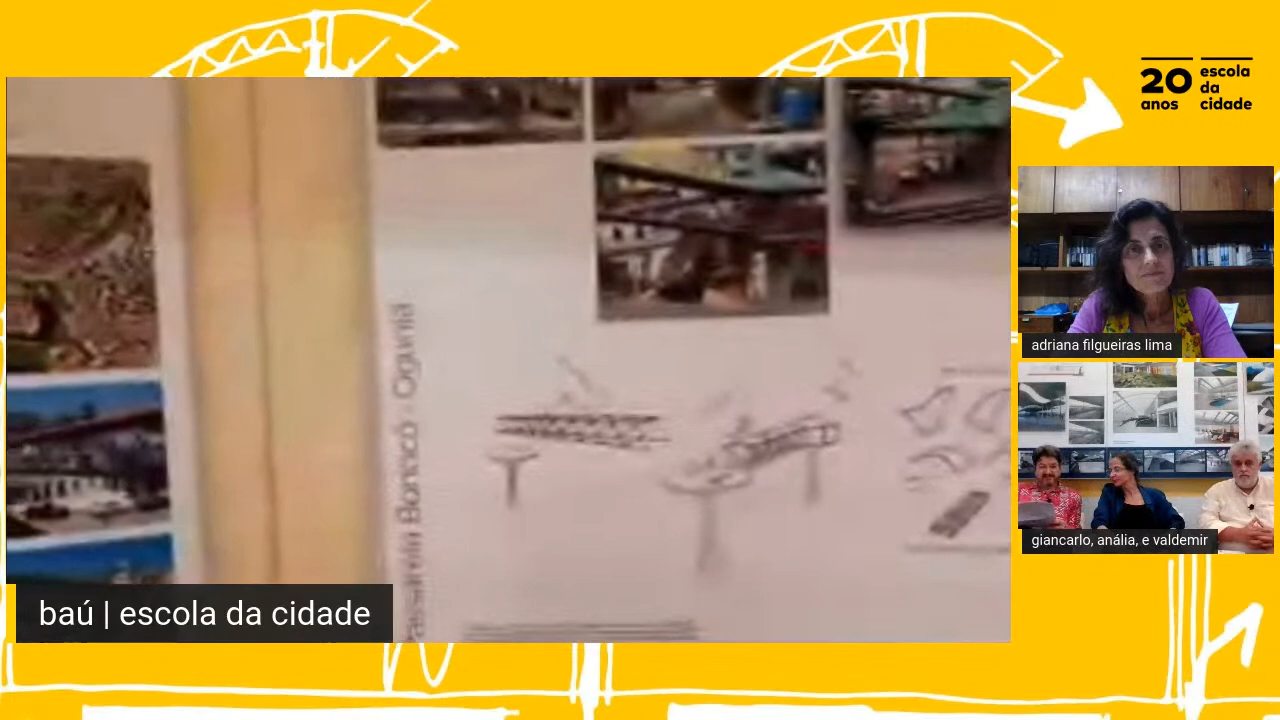 20
anos
escola
da
cidade
adriana filgueiras lima
giancarlo, anália, e valdemir
baú | escola da cidade